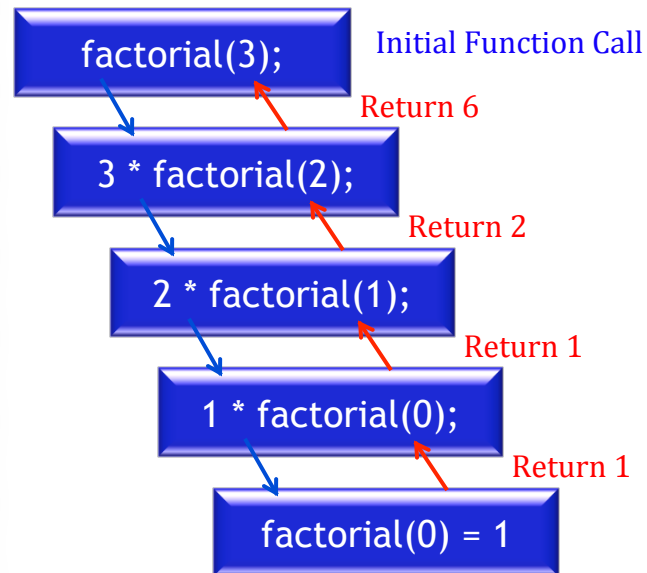 factorial(3);
Initial Function Call
Return 6
3 * factorial(2);
Return 2
2 * factorial(1);
Return 1
1 * factorial(0);
Return 1
factorial(0) = 1